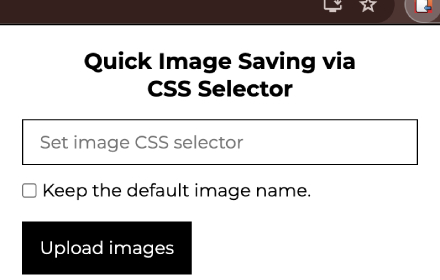 Quick Image Saving via
CSS Selector
Set image CSS selector
Keep the default image name.
Upload images